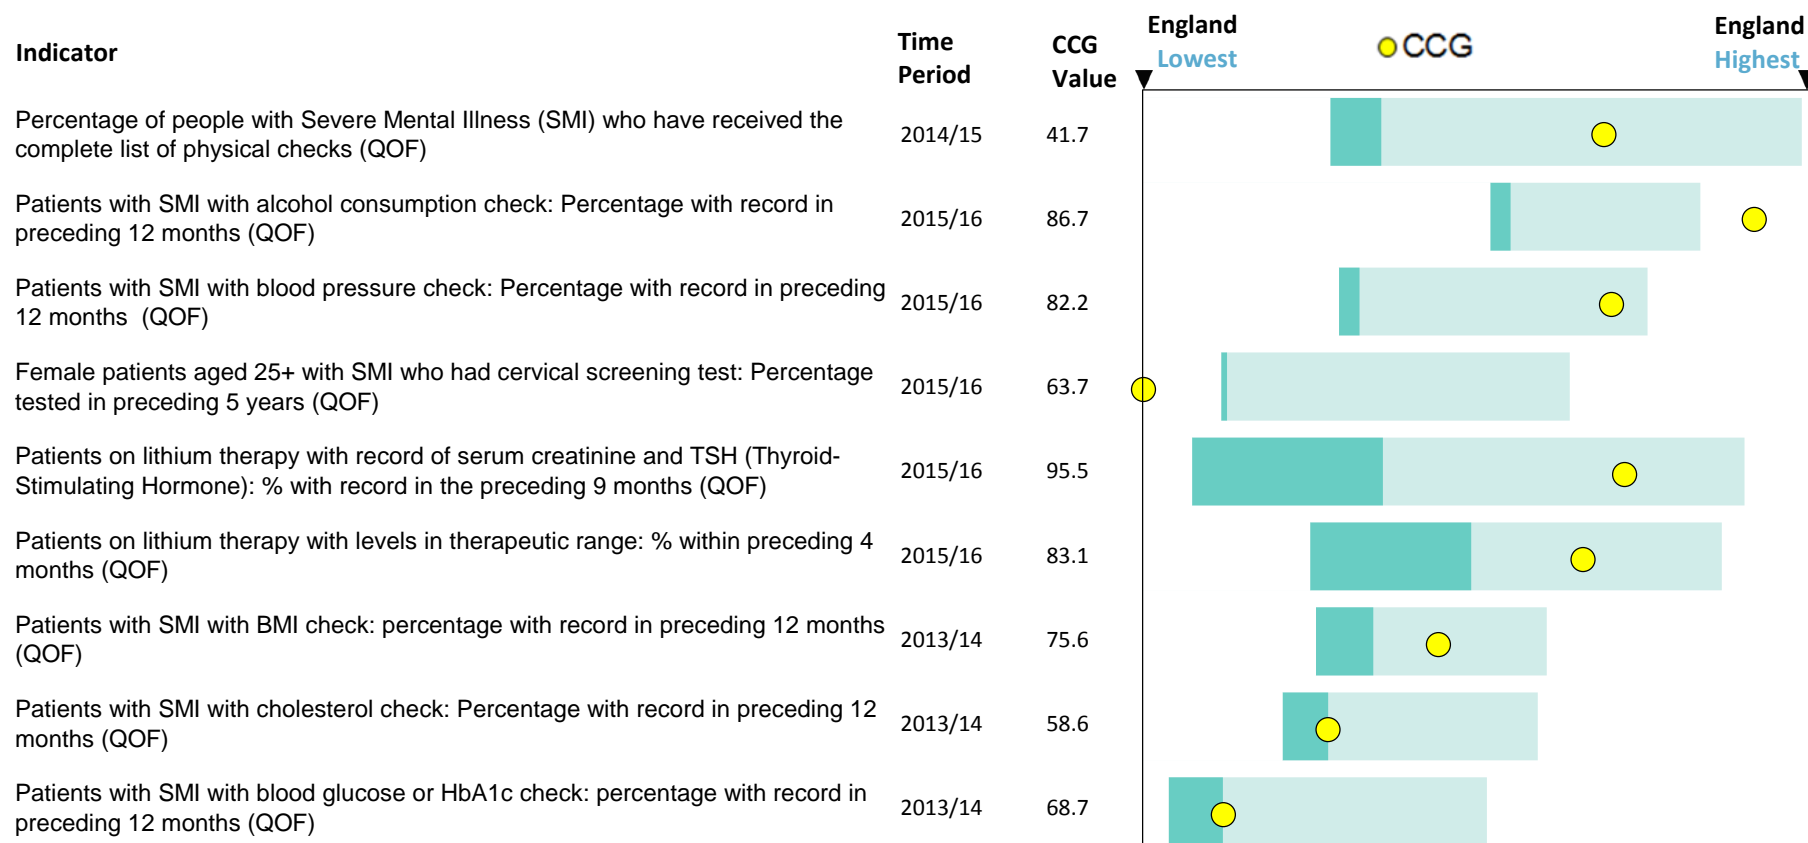 Indicator
Time
Period
CCG
Value
England
Lowest
CCG
England
Highest
Percentage of people with Severe Mental Illness (SMI) who have received the
complete list of physical checks (QOF)
2014/15
41.7
Patients with SMI with alcohol consumption check: Percentage with record in
preceding 12 months (QOF)
2015/16
86.7
Patients with SMI with blood pressure check: Percentage with record in preceding
12 months  (QOF)
2015/16
82.2
Female patients aged 25+ with SMI who had cervical screening test: Percentage
tested in preceding 5 years (QOF)
2015/16
63.7
Patients on lithium therapy with record of serum creatinine and TSH (Thyroid-
Stimulating Hormone): % with record in the preceding 9 months (QOF)
2015/16
95.5
Patients on lithium therapy with levels in therapeutic range: % within preceding 4
months (QOF)
2015/16
83.1
Patients with SMI with BMI check: percentage with record in preceding 12 months
(QOF)
2013/14
75.6
Patients with SMI with cholesterol check: Percentage with record in preceding 12
months (QOF)
2013/14
58.6
Patients with SMI with blood glucose or HbA1c check: percentage with record in
preceding 12 months (QOF)
2013/14
68.7